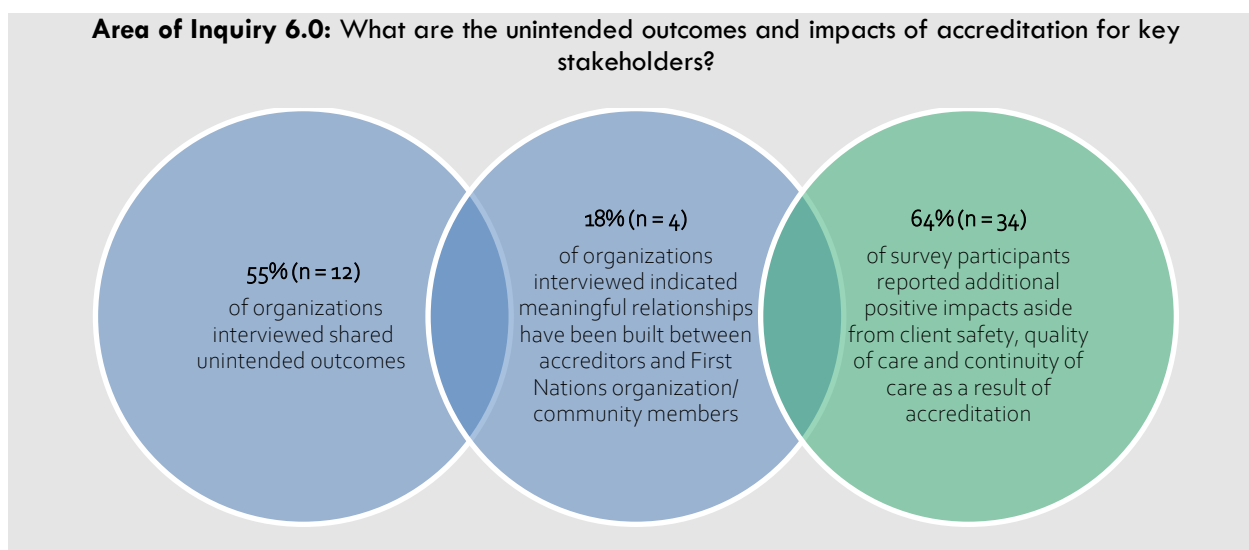 Area of Inquiry 6.0: What are the unintended outcomes and impacts of accreditation for key
stakeholders?
55% (n = 12)
of organizations
interviewed shared
unintended outcomes
18% (n = 4)
of organizations
interviewed indicated
meaningful relationships
have been built between
accreditors and First
Nations organization/
community members
64% (n = 34)
of survey participants
reported additional
positive impacts aside
from client safety, quality
of care and continuity of
care as a result of
accreditation